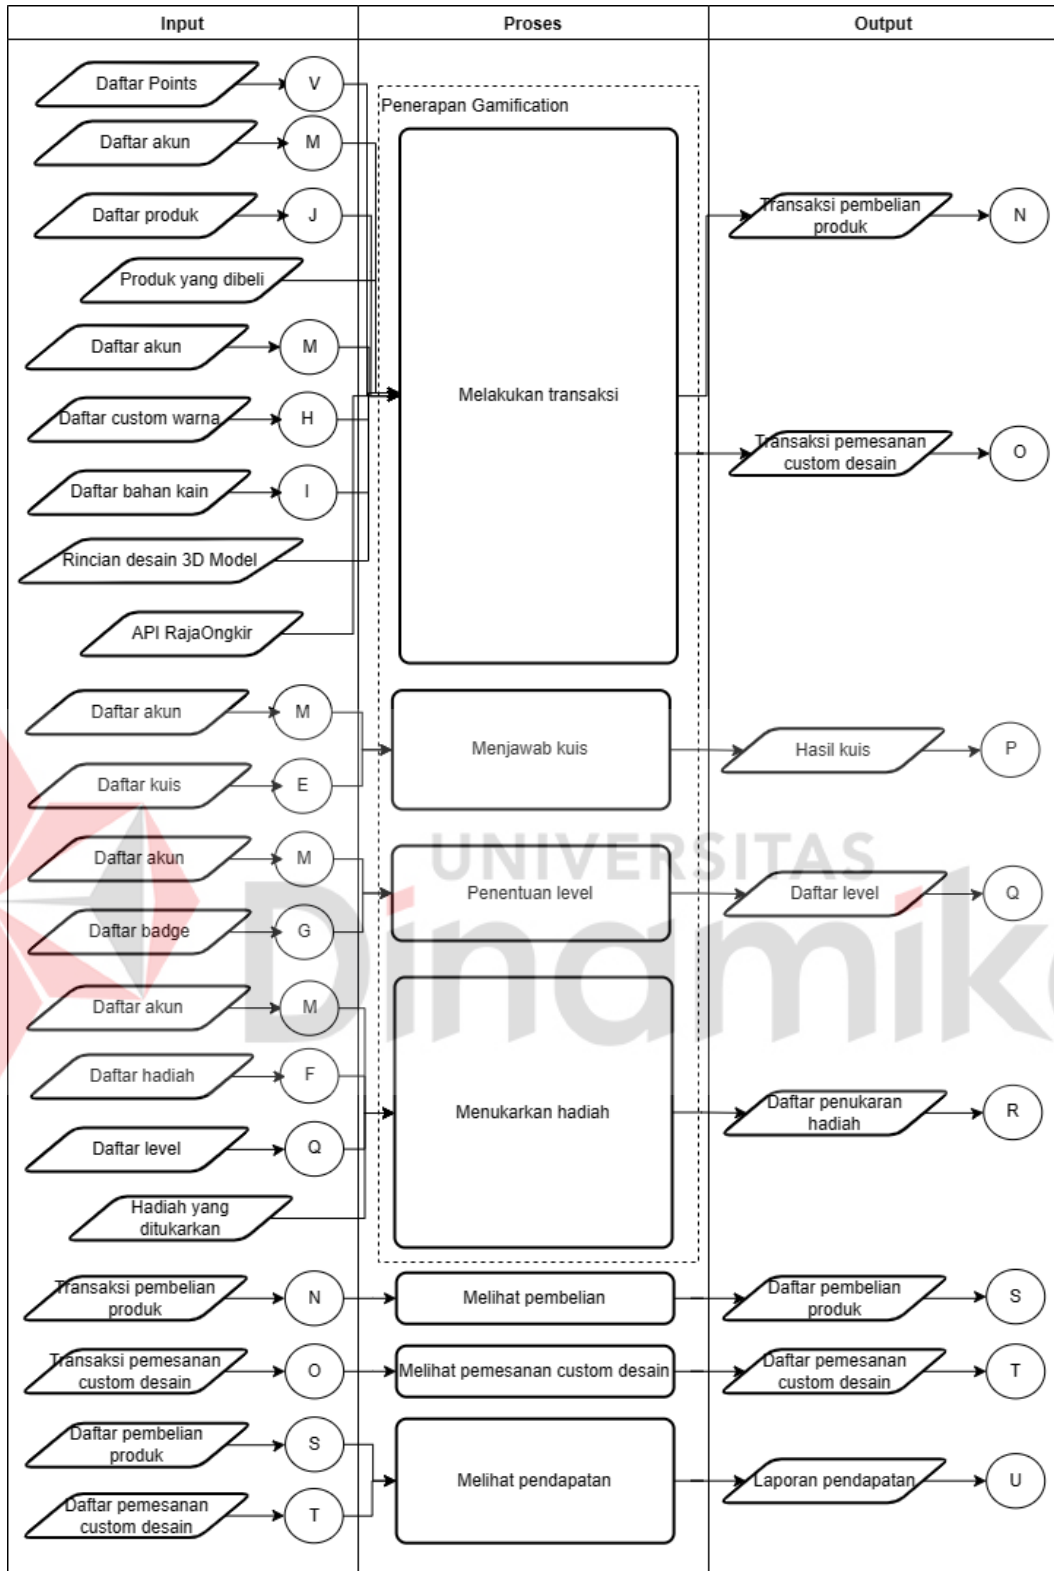 Input
Proses
Output
Daftar Points
V
Penerapan Gamification
Daftar akun
M
Daftar produk
J
Transaksi pembelian
produk
N
Produk yang dibeli
Daftar akun
M
Melakukan transaksi
Daftar custom warna
H
Transaksi pemesanan
custom desain
O
Daftar bahan kain
I
Rincian desain 3D Model
API RajaOngkir
Daftar akun
M
Menjawab kuis
Hasil kuis
P
Daftar kuis
E
Daftar akun
M
UNIVERSITAS
Penentuan level
Daftar level
Q
Dinamika
Daftar badge
G
Daftar akun
M
Daftar hadiah
F
Menukarkan hadiah
Daftar penukaran
hadiah
R
Daftar level
Q
Hadiah yang
ditukarkan
Transaksi pembelian
produk
N
Melihat pembelian
Daftar pembelian
produk
S
Transaksi pemesanan
custom desain
O
Melihat pemesanan custom desain
Daftar pemesanan
custom desain
T
Daftar pembelian
produk
S
Melihat pendapatan
Laporan pendapatan
U
Daftar pemesanan
custom desain
T